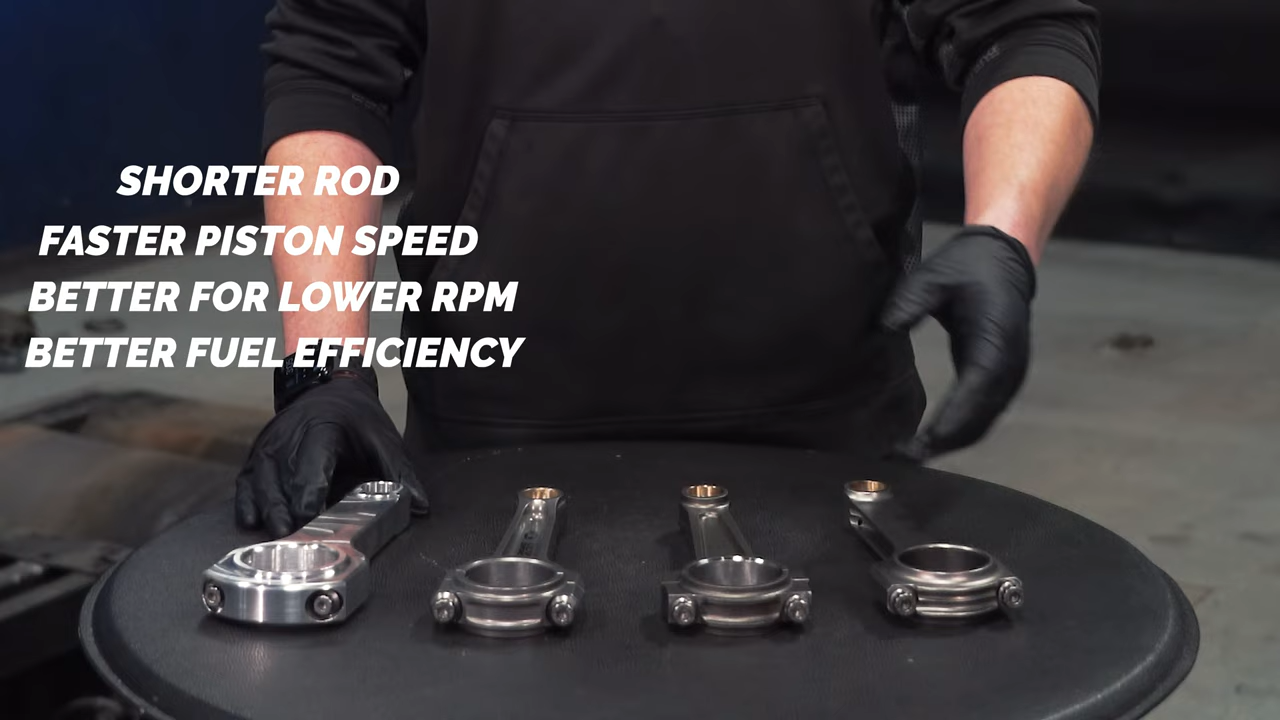 SHORTER ROD
FASTER PISTON SPEED
BETTER FOR LOWER RPM
BETTER FUEL EFFICIENCY